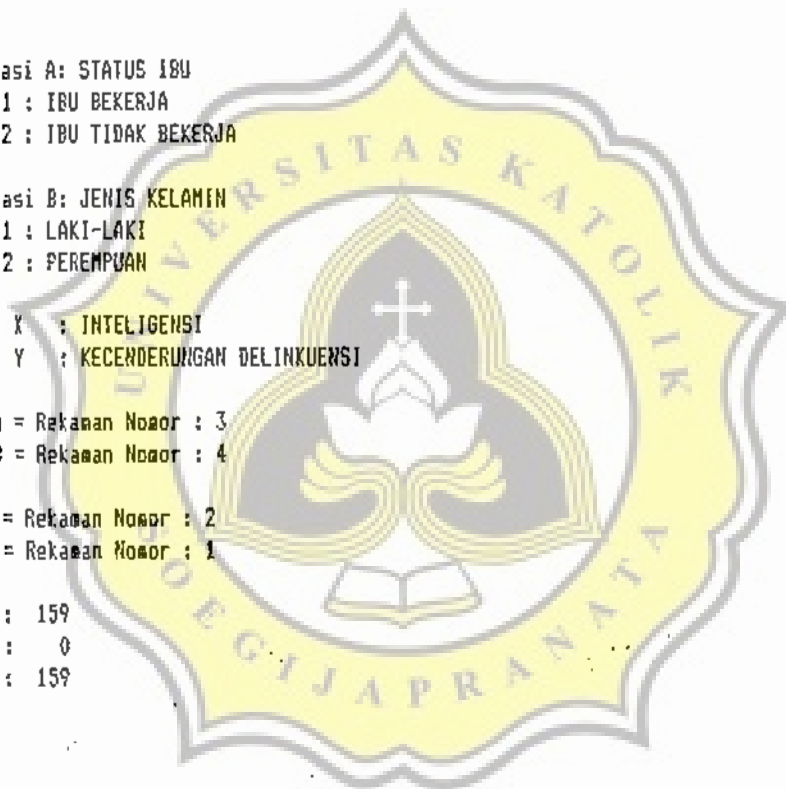 asi A: STATUS IBU
1 : IBU BEKERJA
2 : IBU TIDAK BEKERJA
asi B: JENIS KELAMIN
1 : LAKI-LAKI
2 : PEREMPUAN
X : INTELIGENSI
Y : KECENDERUNGAN DELINKUENSI
= Rekaman Nomor : 3
= Rekaman Nomor : 4
= Rekaman Nomor : 2
= Rekaman Nomor : 1
: 159
: 0
: 159
UNIVERSITAS KATOLIK
SOEGIJAPRANATA